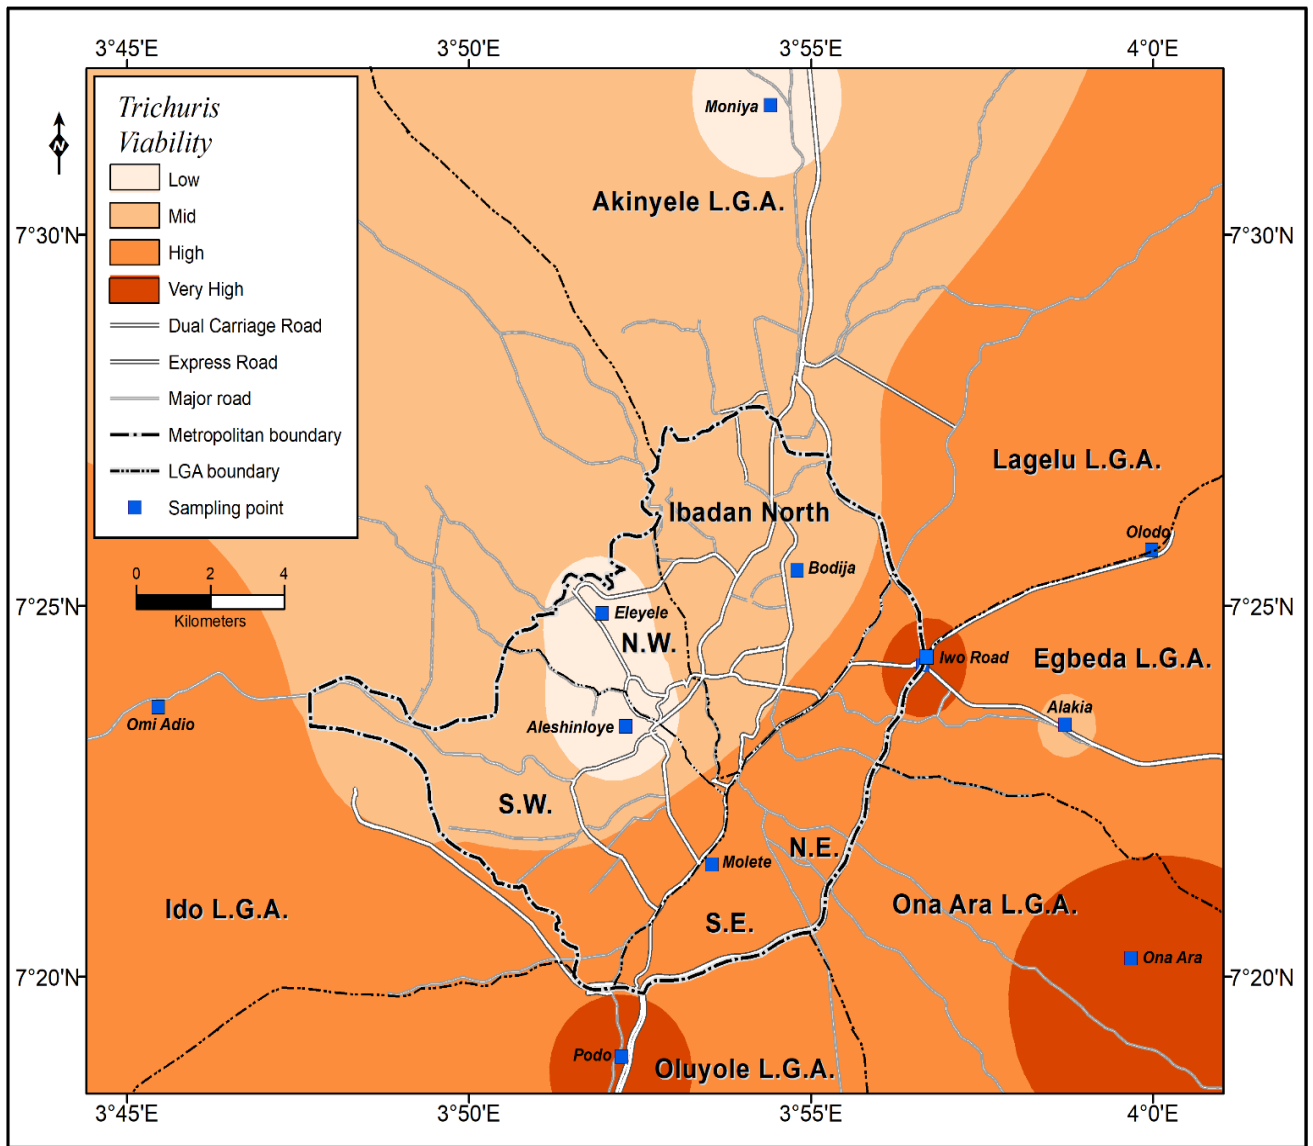 3°45'E 3°50'E 3°55'E 4°0'E
Trichuris
Viability
Low
Mid
High
Very High
Dual Carriage Road
Express Road
Major road
Metropolitan boundary
LGA boundary
Sampling point
N
Moniya
Akinyele L.G.A.
7°30'N 7°30'N
Lagelu L.G.A.
Ibadan North
Olodo
Bodija
0 2 4
Kilometers
7°25'N 7°25'N
Eleyele
N.W.
Iwo Road
Egbeda L.G.A.
Alakia
Omi Adio
Aleshinloye
S.W.
N.E.
Molete
Ido L.G.A.
Ona Ara L.G.A.
S.E.
Ona Ara
7°20'N 7°20'N
Podo
Oluyole L.G.A.
3°45'E 3°50'E 3°55'E 4°0'E